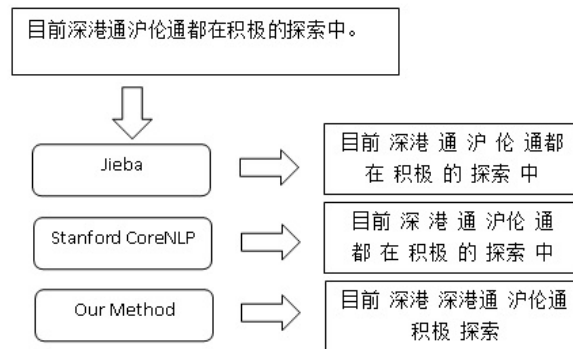 目前深港通沪伦通都在积极的探索中。
Jieba
目前 深港 通 沪 伦 通都
在 积极 的 探索 中
Stanford CoreNLP
目前 深 港 通 沪伦 通
都 在 积极 的 探索 中
Our Method
目前 深港 深港通 沪伦通
积极 探索